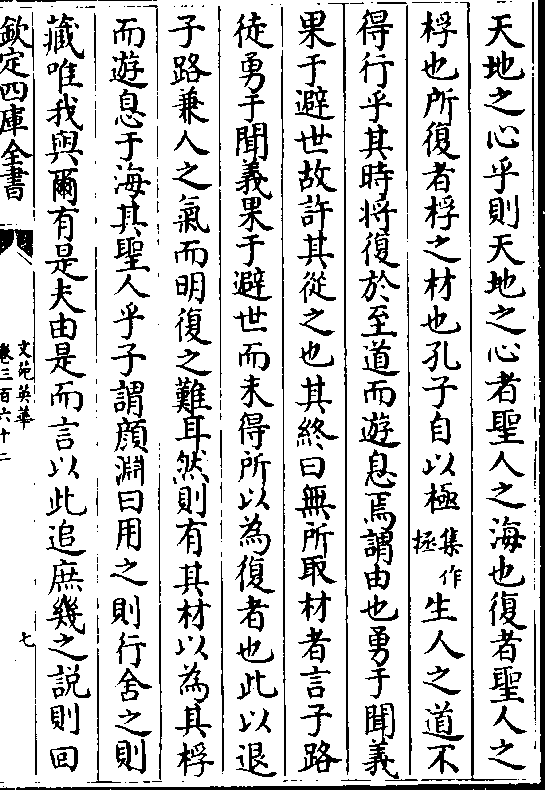 天地之心乎則天地之心者聖人之海也復者聖人之
桴也所復者桴之材也孔子自以極集作拯生人之道不
得行乎其時将復於至道而遊息焉謂由也勇于聞義
果于避世故許其從之也其終曰無所取材者言子路
徒勇于聞義果于避世而未得所以為復者也此以退
子路兼人之氣而明復之難耳然則有其材以為其桴
而遊息于海其聖人乎子謂顔淵曰用之則行舍之則
藏唯我與爾有是夫由是而言以此追庶幾之説則回
欽定四庫全書
文苑英華
卷三百六十二
七